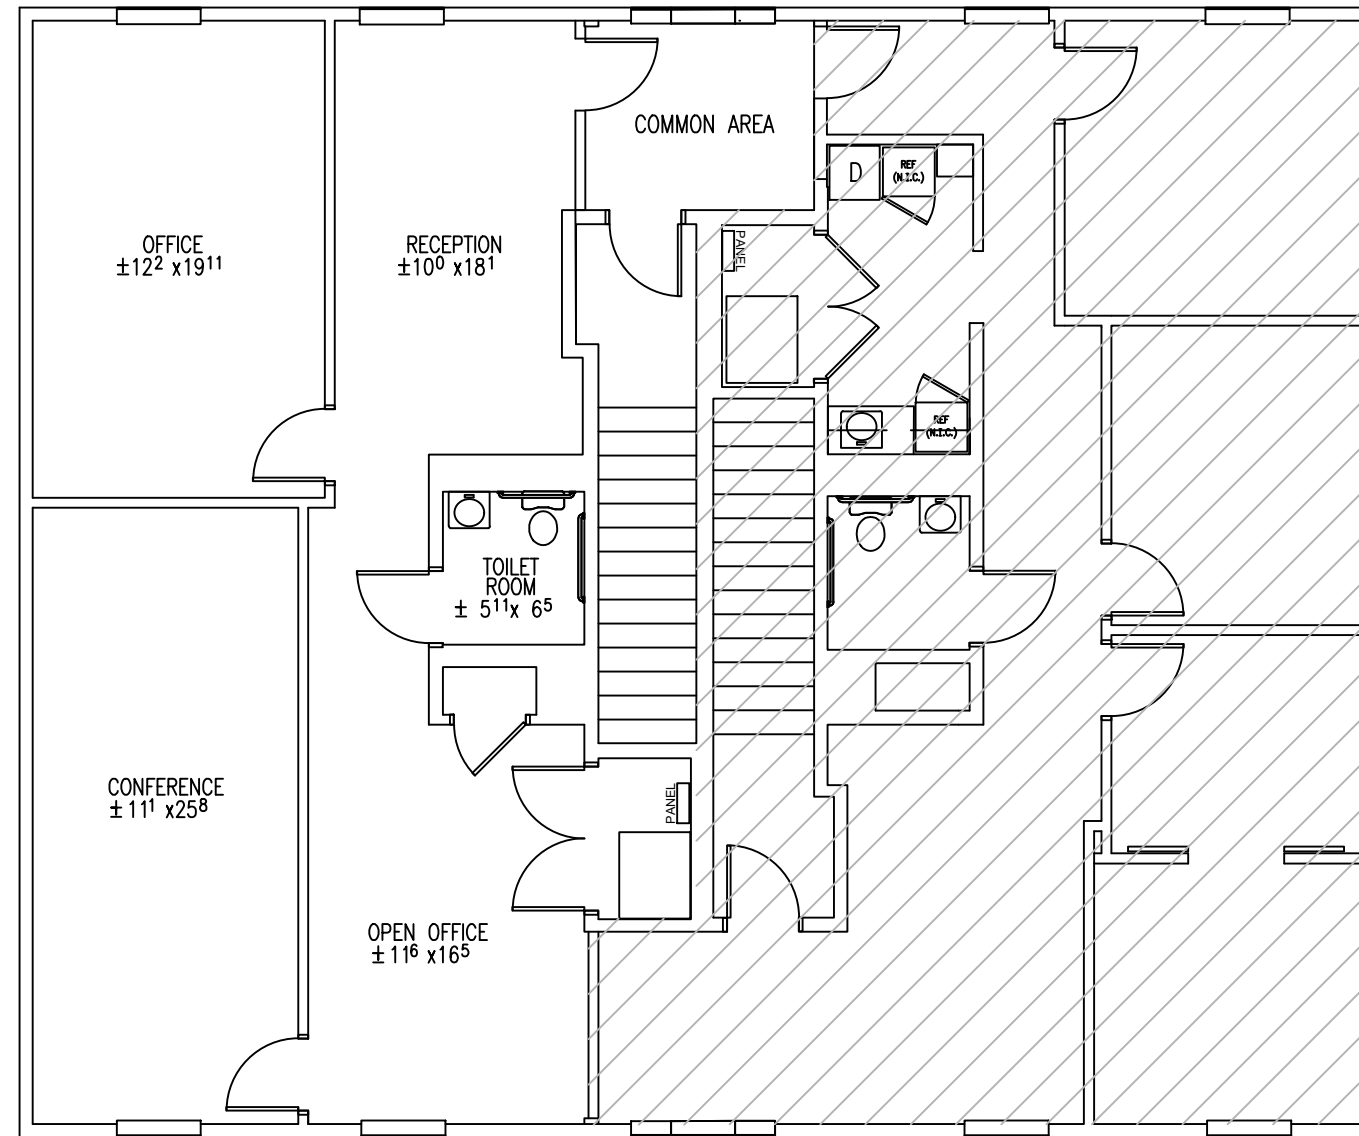 COMMON AREA
D
REF
(N.I.C.)
OFFICE
±12² x19¹¹
RECEPTION
±10⁰ x18¹
PANEL
REF
(N.I.C.)
TOILET
ROOM
± 5¹¹x 6⁵
CONFERENCE
±11¹ x25⁸
PANEL
OPEN OFFICE
±11⁶ x16⁵